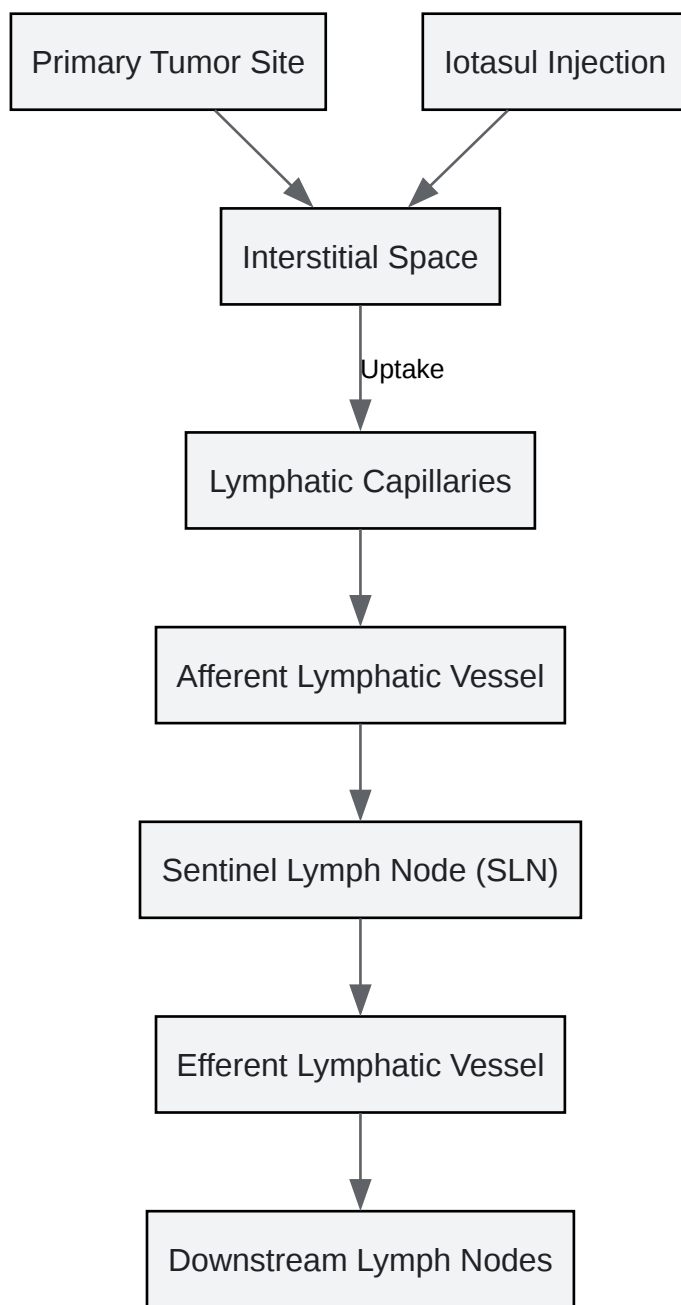 Primary Tumor Site
Iotasul Injection
Interstitial Space
Uptake
Lymphatic Capillaries
Afferent Lymphatic Vessel
Sentinel Lymph Node (SLN)
Efferent Lymphatic Vessel
Downstream Lymph Nodes